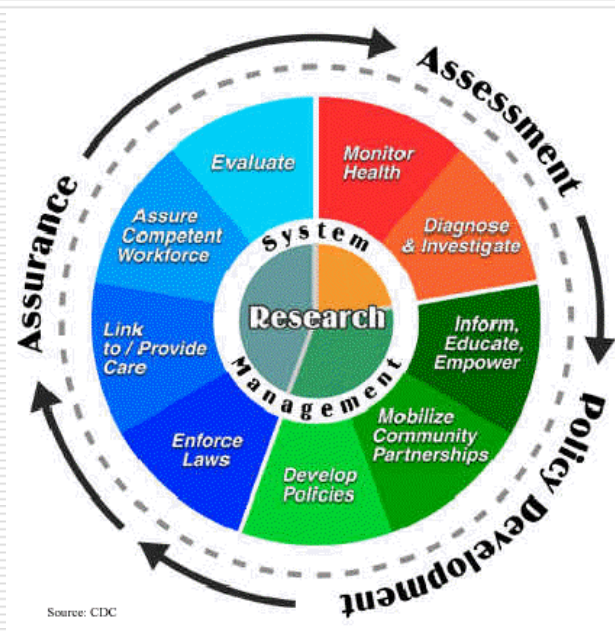 Assessment
Policy Development
Assurance
Monitor
Health
Diagnose
& Investigate
Inform,
Educate,
Empower
Mobilize
Community
Partnerships
Develop
Policies
Enforce
Laws
Link
to / Provide
Care
Assure
Competent
Workforce
Evaluate
System
Research
Management
Source: CDC